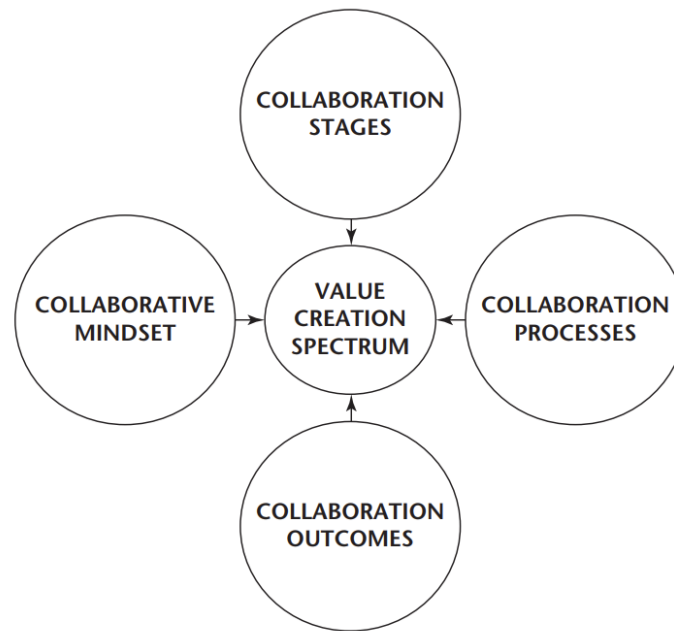 COLLABORATION
STAGES
COLLABORATIVE
MINDSET
VALUE
CREATION
SPECTRUM
COLLABORATION
PROCESSES
COLLABORATION
OUTCOMES